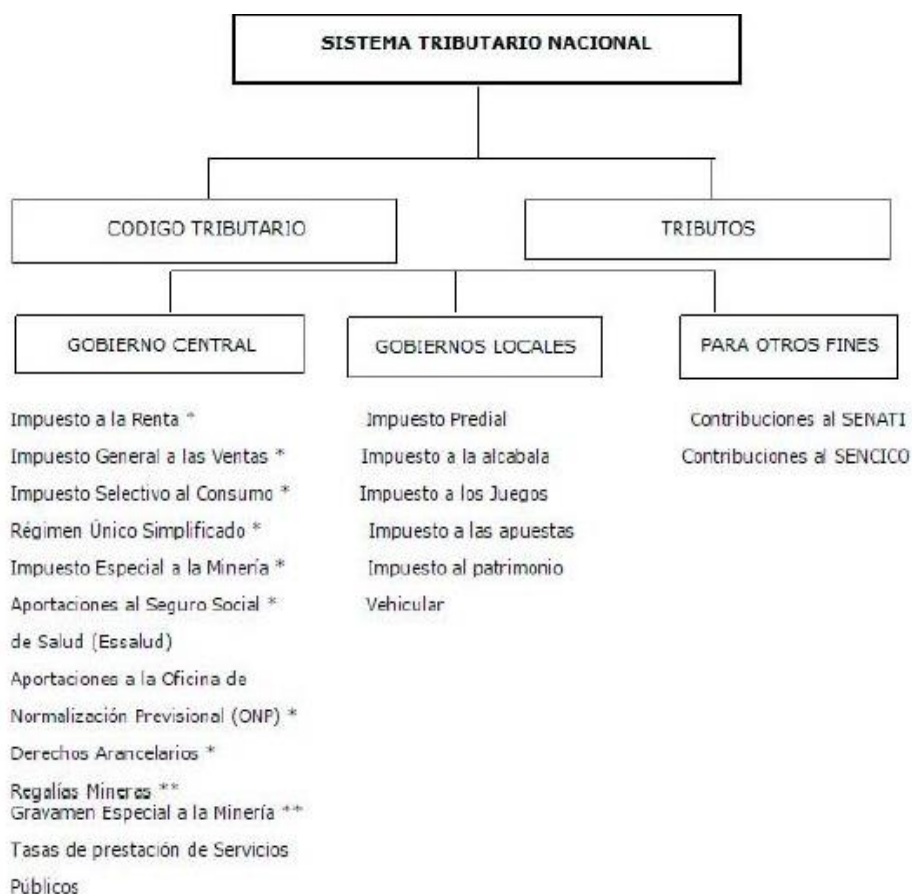 SISTEMA TRIBUTARIO NACIONAL
CODIGO TRIBUTARIO
TRIBUTOS
GOBIERNO CENTRAL
GOBIERNOS LOCALES
PARA OTROS FINES
Impuesto a la Renta *
Impuesto General a las Ventas *
Impuesto Selectivo al Consumo *
Régimen Único Simplificado *
Impuesto Especial a la Minería *
Aportaciones al Seguro Social *
de Salud (Essalud)
Aportaciones a la Oficina de
Normalización Previsional (ONP) *
Derechos Arancelarios *
Regalías Mineras **
Gravamen Especial a la Minería **
Tasas de prestación de Servicios
Públicos
Impuesto Predial
Impuesto a la alcabala
Impuesto a los Juegos
Impuesto a las apuestas
Impuesto al patrimonio
Vehicular
Contribuciones al SENATI
Contribuciones al SENCICO